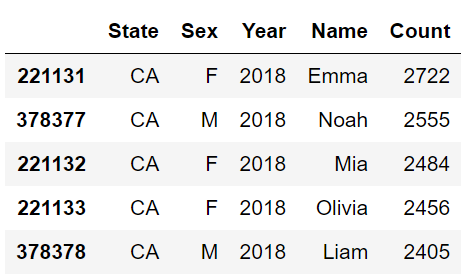 State Sex Year Name Count
221131 CA F 2018 Emma 2722
378377 CA M 2018 Noah 2555
221132 CA F 2018 Mia 2484
221133 CA F 2018 Olivia 2456
378378 CA M 2018 Liam 2405